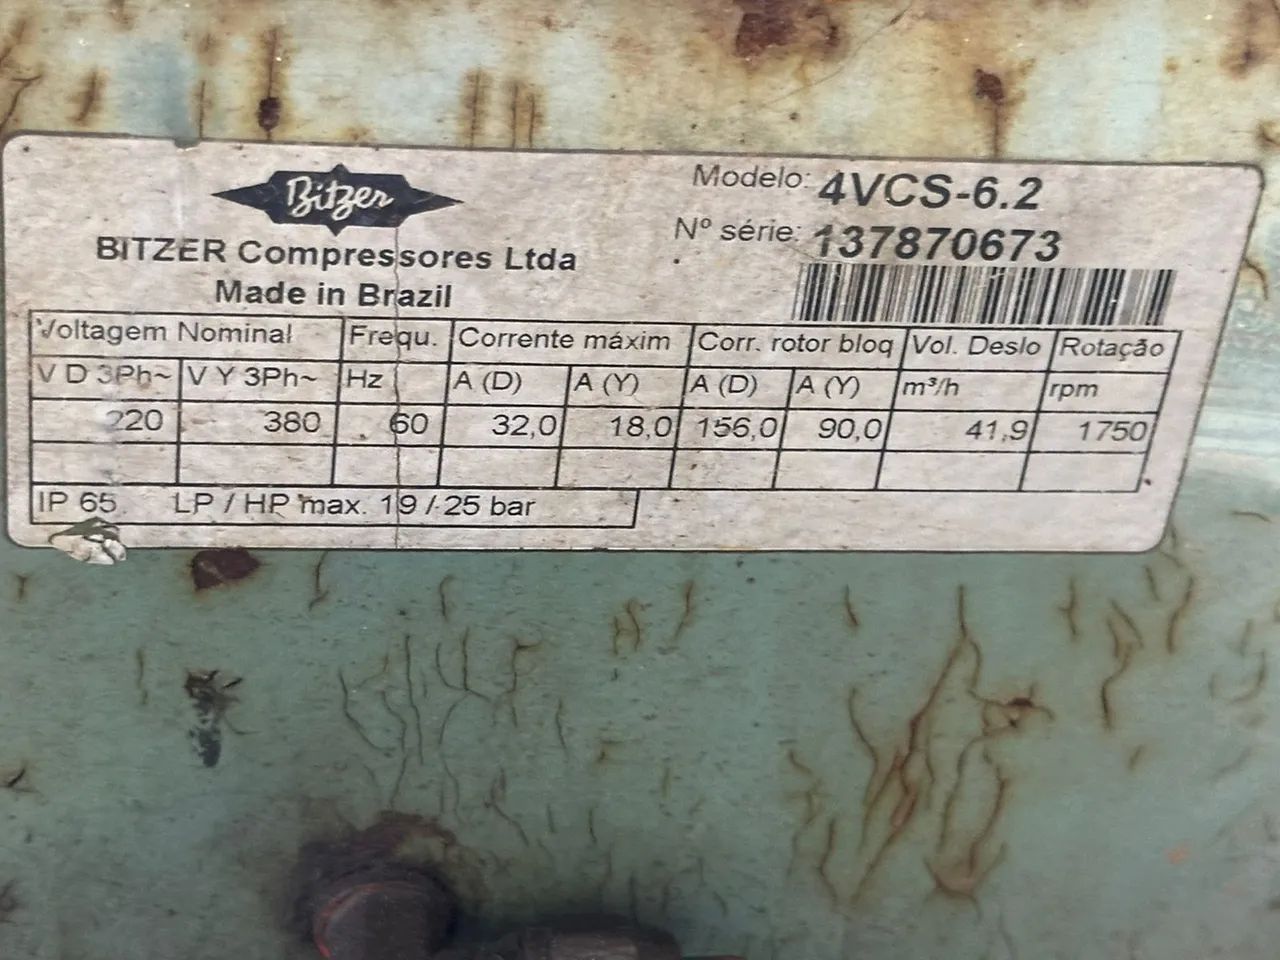 Bitzer
BITZER Compressores Ltda
Made in Brazil
Modelo: 4VCS-6.2
Nº série: 137870673
Voltagem Nominal Frequ. Corrente máxim Corr. rotor bloq Vol. Deslo Rotação
V D 3Ph~ V Y 3Ph~ Hz A (D) A (Y) A (D) A (Y) m³/h rpm
220 380 60 32,0 18,0 156,0 90,0 41,9 1750
IP 65 LP / HP max. 19 / 25 bar